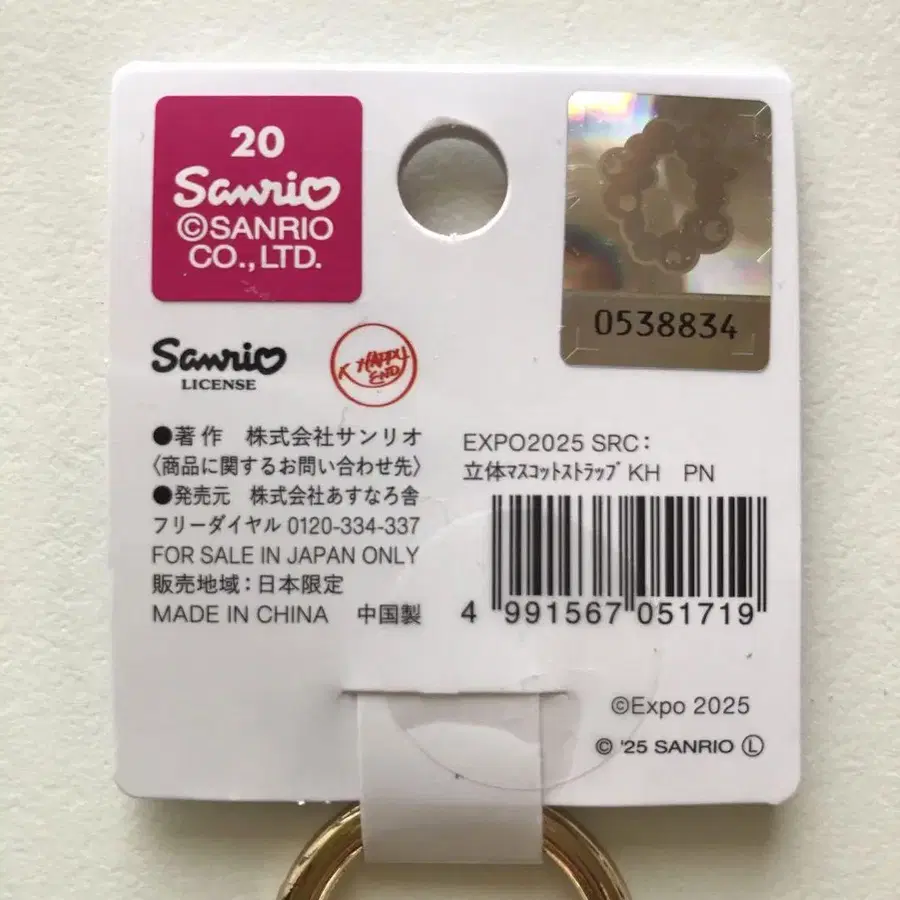 20
Sanrio
©SANRIO
CO.,LTD.
0538834
Sanrio
LICENSE
HAPPY
END
●著作 株式会社サンリオ
〈商品に関するお問い合わせ先〉
●発売元 株式会社あすなろ舎
フリーダイヤル 0120-334-337
FOR SALE IN JAPAN ONLY
販売地域:日本限定
MADE IN CHINA 中国製
EXPO2025 SRC:
立体ﾏｽｺｯﾄｽﾄﾗｯﾌﾟ KH PN
4 991567 051719
©Expo 2025
© '25 SANRIO Ⓛ